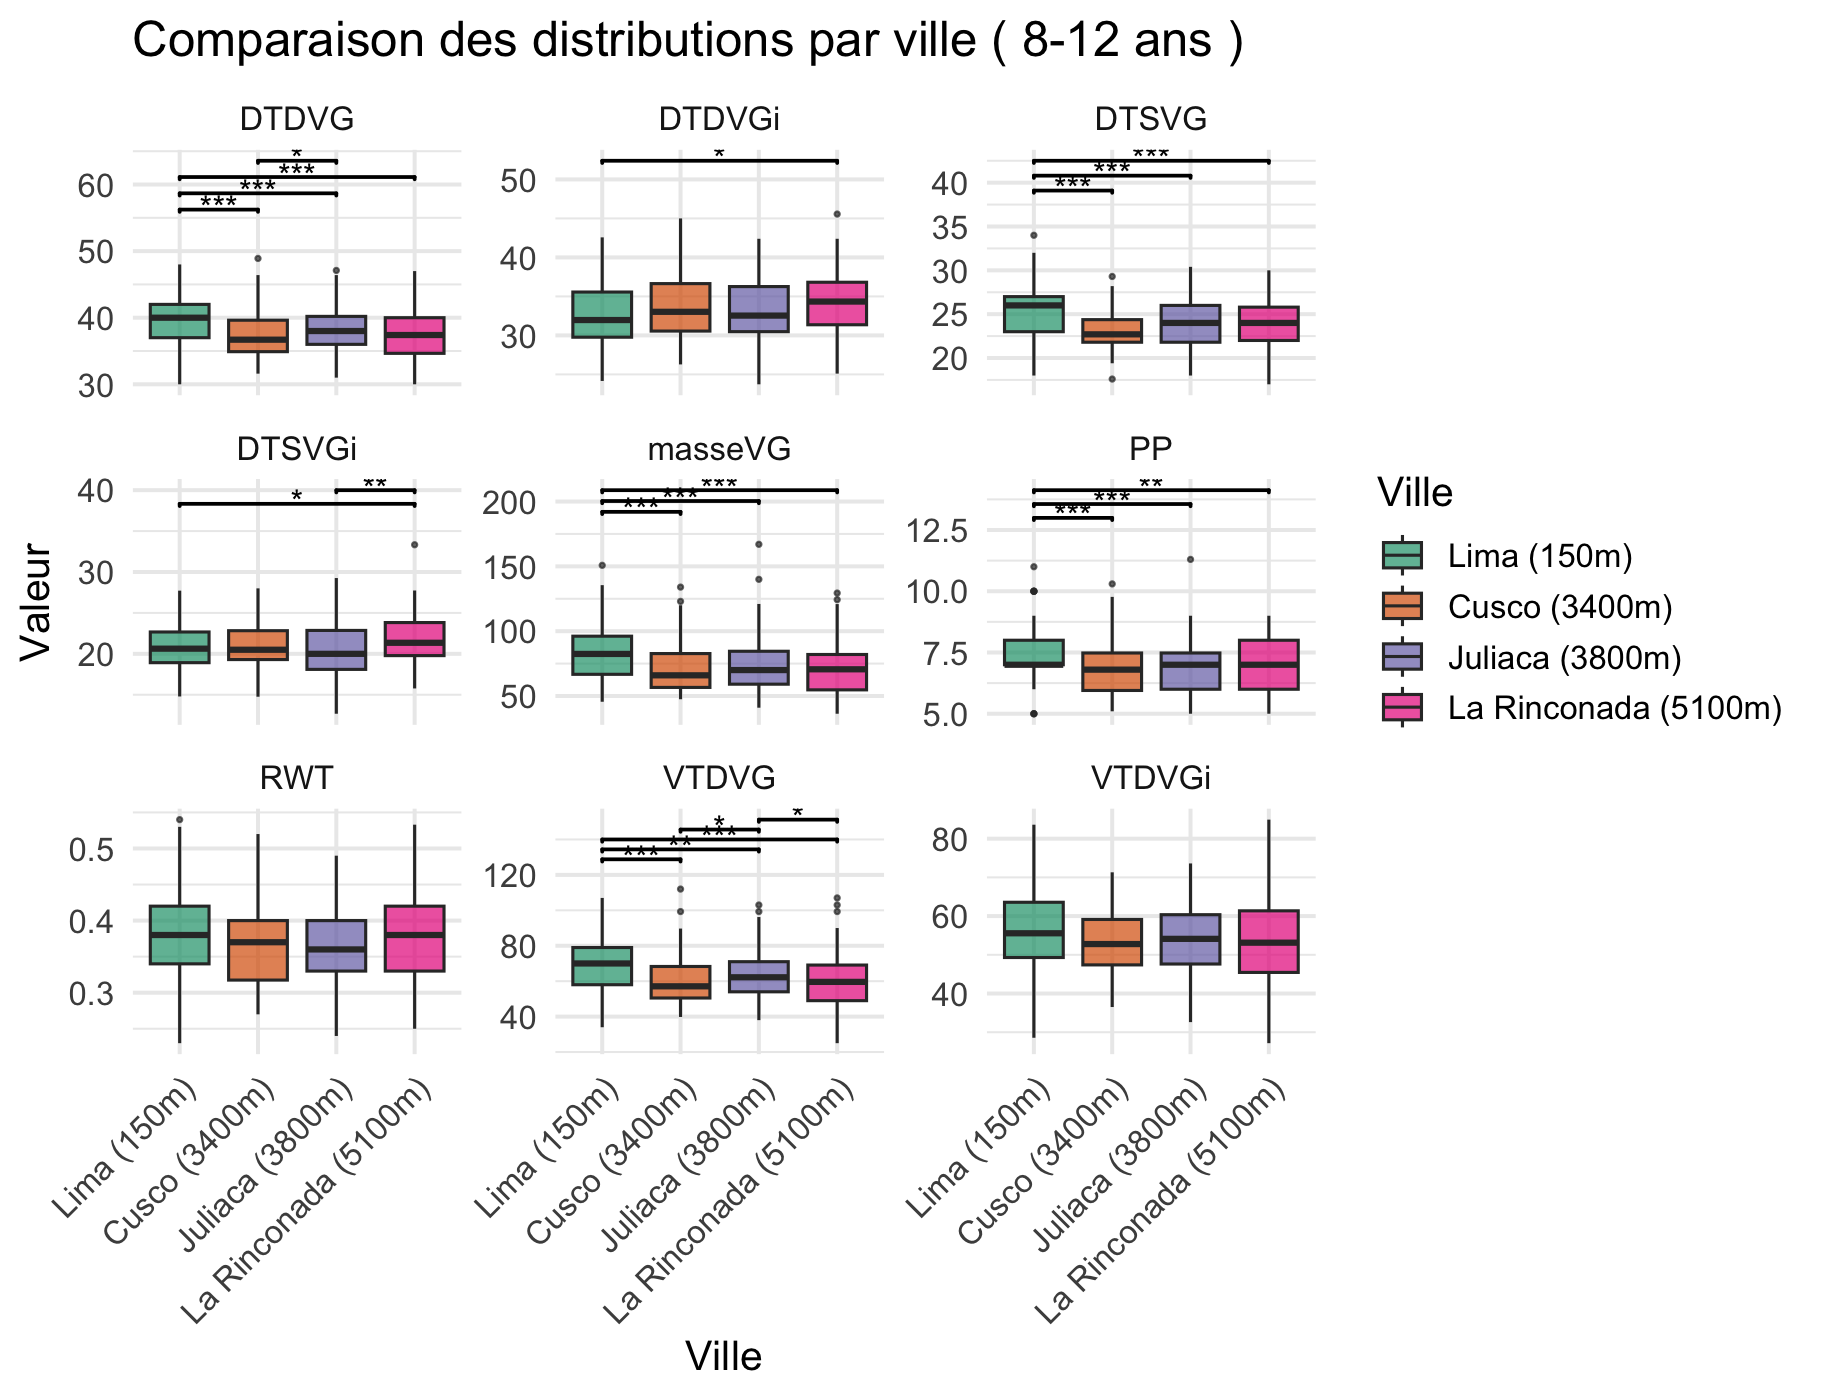 Comparaison des distributions par ville ( 8-12 ans )
DTDVG
DTDVGi
DTSVG
*
***
***
***
60
50
40
30
*
50
40
30
***
***
***
40
35
30
25
20
DTSVGi
masseVG
PP
**
*
40
30
20
***
***
***
200
150
100
50
**
***
***
12.5
10.0
7.5
5.0
RWT
VTDVG
VTDVGi
0.5
0.4
0.3
*
*
***
**
***
120
80
40
80
60
40
Lima (150m)
Cusco (3400m)
Juliaca (3800m)
La Rinconada (5100m)
Lima (150m)
Cusco (3400m)
Juliaca (3800m)
La Rinconada (5100m)
Lima (150m)
Cusco (3400m)
Juliaca (3800m)
La Rinconada (5100m)
Valeur
Ville
Ville
Lima (150m)
Cusco (3400m)
Juliaca (3800m)
La Rinconada (5100m)